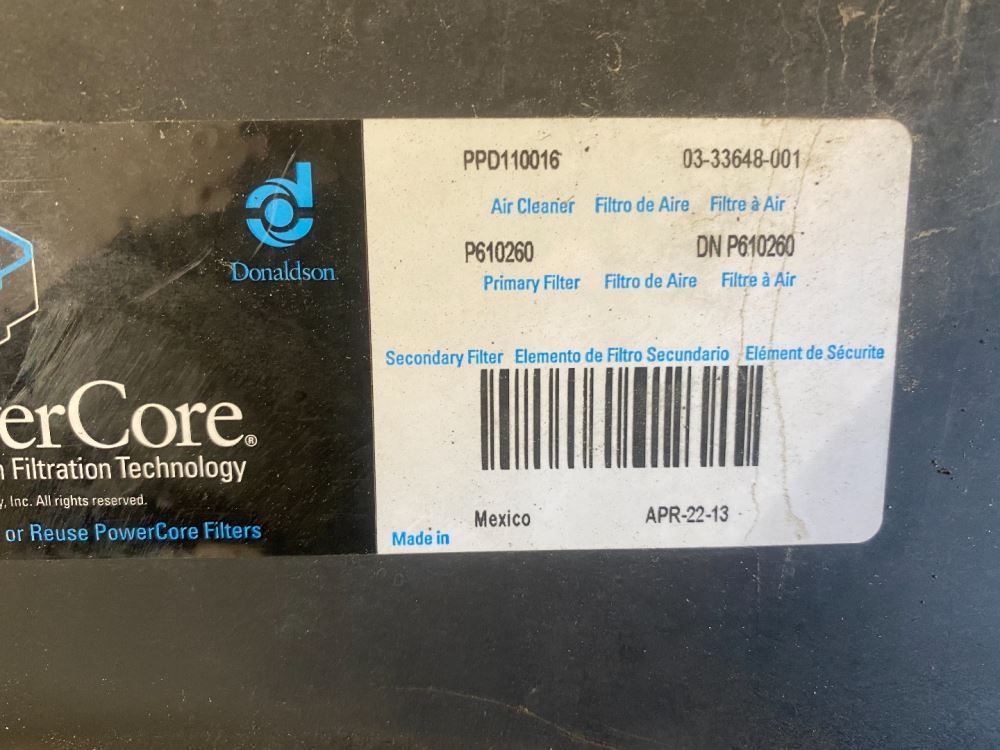 PPD110016 03-33648-001
Air Cleaner Filtro de Aire Filtre à Air
P610260 DN P610260
Primary Filter Filtro de Aire Filtre à Air
Secondary Filter Elemento de Filtro Secundario Elément de Sécurite
Mexico APR-22-13
Made in
Donaldson.
erCore®
Filtration Technology
, Inc. All rights reserved.
or Reuse PowerCore Filters